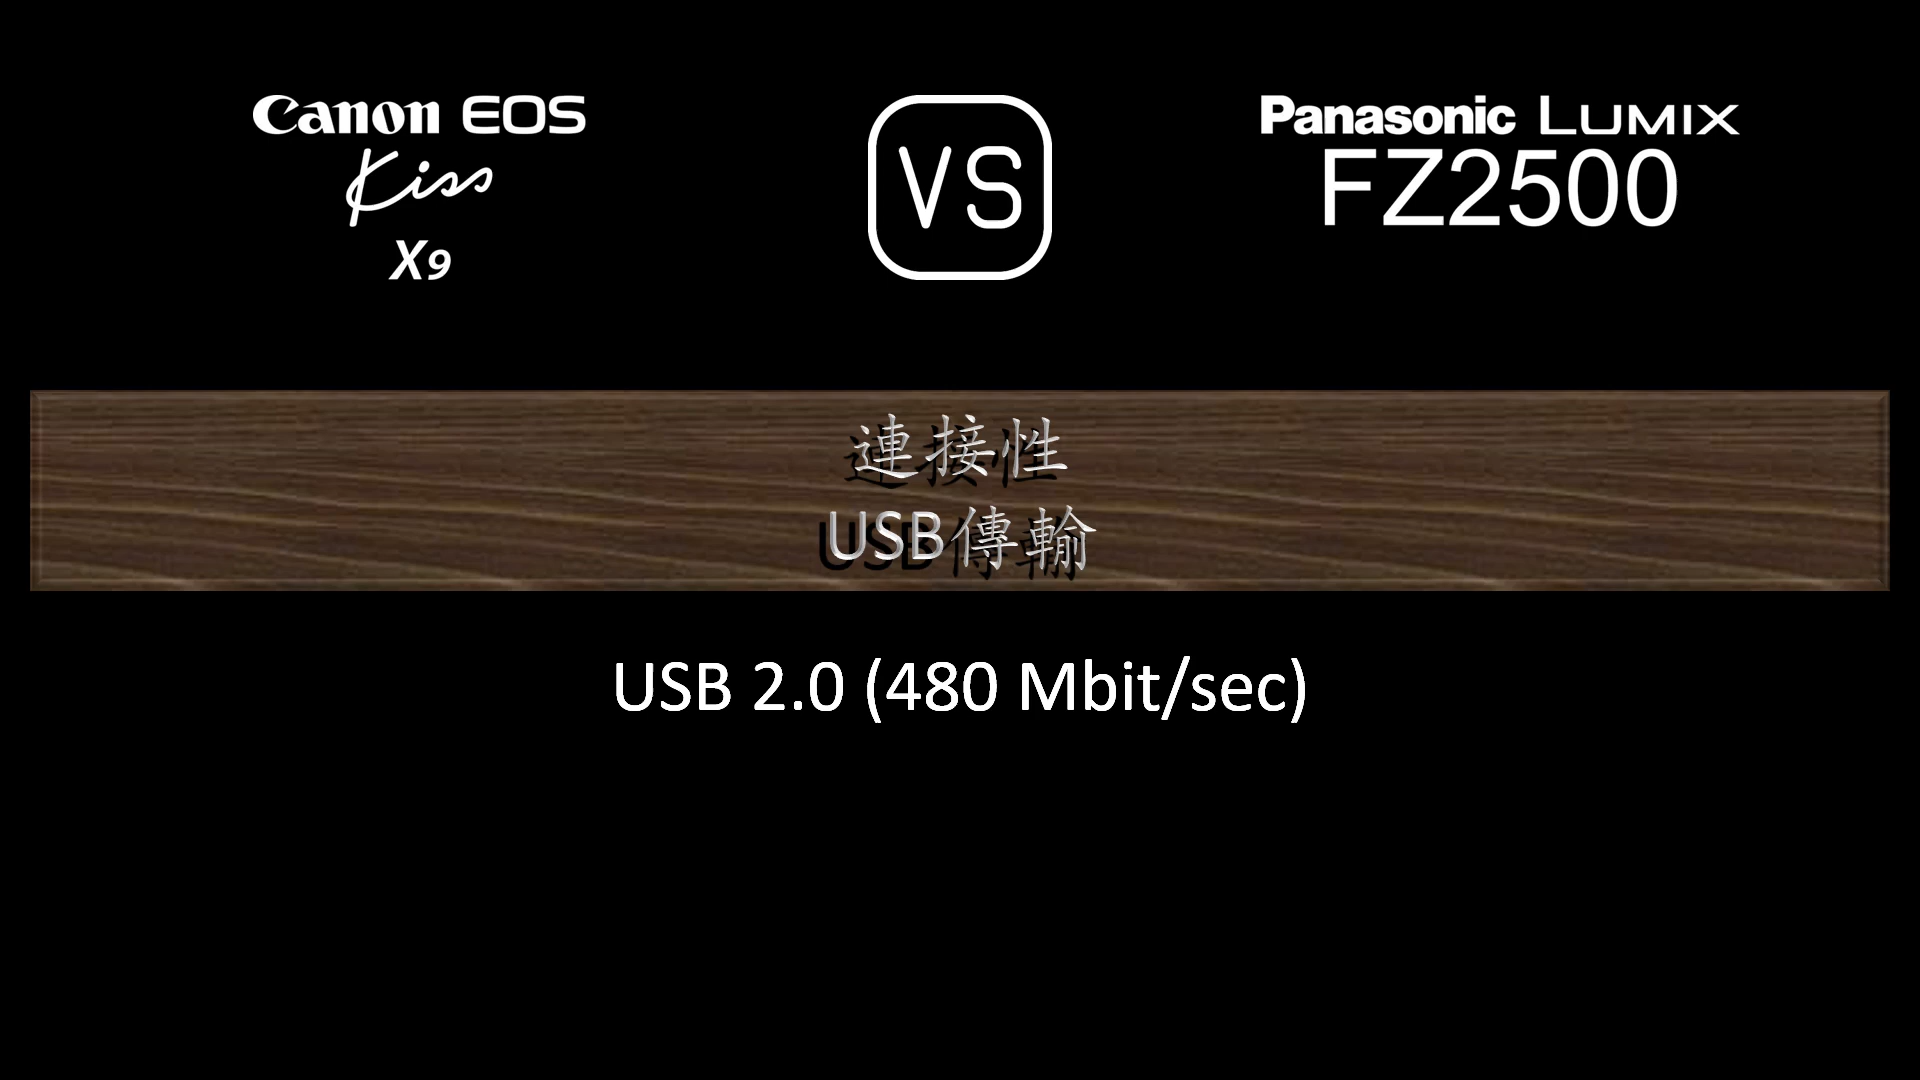 Canon EOS
Kiss
X9
VS
Panasonic LUMIX
FZ2500
連接性
USB傳輸
USB 2.0 (480 Mbit/sec)